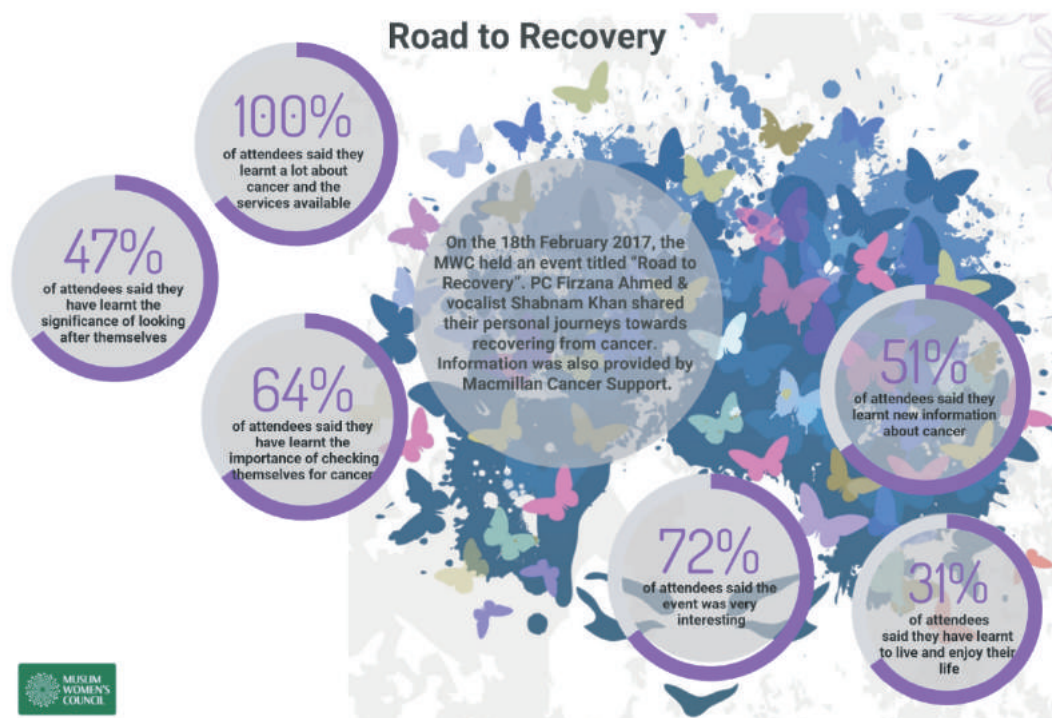 Road to Recovery
100%
of attendees said they
learnt a lot about
cancer and the
services available
47%
of attendees said they
have learnt the
significance of looking
after themselves
64%
of attendees said they
have learnt the
importance of checking
themselves for cancer
On the 18th February 2017, the
MWC held an event titled "Road to
Recovery". PC Firzana Ahmed &
vocalist Shabnam Khan shared
their personal journeys towards
recovering from cancer.
Information was also provided by
Macmillan Cancer Support.
51%
of attendees said they
learnt new information
about cancer
72%
of attendees said the
event was very
interesting
31%
of attendees
said they have learnt
to live and enjoy their
life
MUSLIM
WOMEN'S
COUNCIL